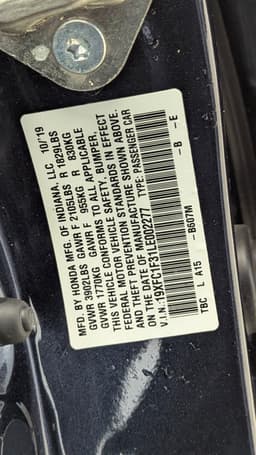 MFD. BY HONDA MFG. OF INDIANA, LLC 10/19
GVWR 3902LBS GAWR F 2105LBS R 1829LBS
GVWR 1770KG GAWR F 955KG R 830KG
THIS VEHICLE CONFORMS TO ALL APPLICABLE
FEDERAL MOTOR VEHICLE SAFETY, BUMPER,
AND THEFT PREVENTION STANDARDS IN EFFECT
ON THE DATE OF MANUFACTURE SHOWN ABOVE.
V.I.N.:19XFC1F31LE002777 TYPE: PASSENGER CAR
-B607M -B -E
TBC L A15